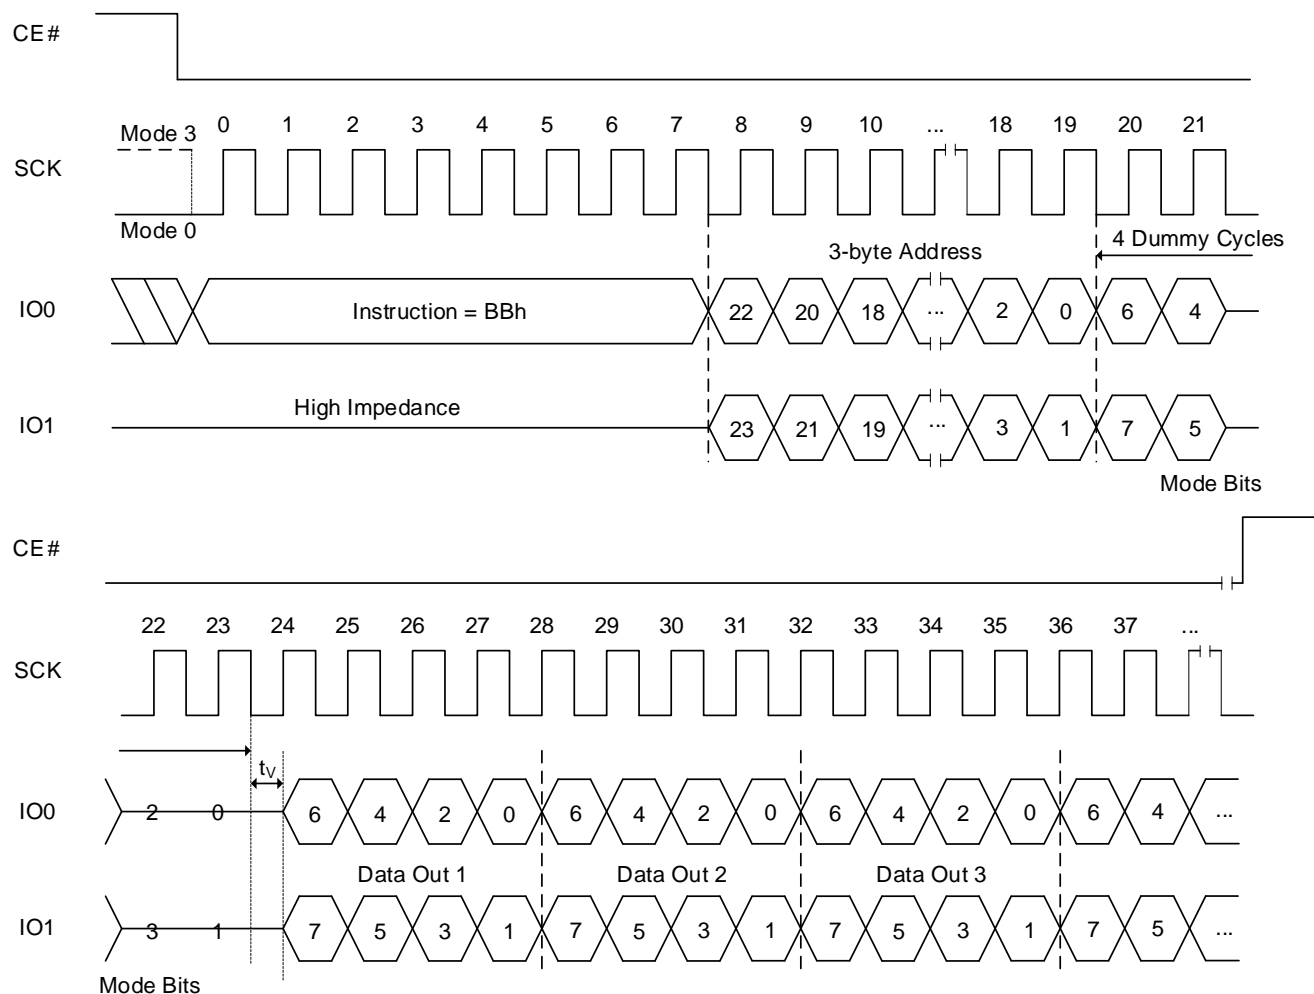 CE#
Mode 3 0 1 2 3 4 5 6 7 8 9 10 ... 18 19 20 21
SCK
Mode 0
3-byte Address 4 Dummy Cycles
IO0 Instruction = BBh 22 20 18 ... 2 0 6 4
High Impedance
IO1 23 21 19 ... 3 1 7 5
Mode Bits
CE#
22 23 24 25 26 27 28 29 30 31 32 33 34 35 36 37 ...
SCK
tV
IO0 2 0 6 4 2 0 6 4 2 0 6 4 2 0 6 4 ...
Data Out 1 Data Out 2 Data Out 3
IO1 3 1 7 5 3 1 7 5 3 1 7 5 3 1 7 5 ...
Mode Bits